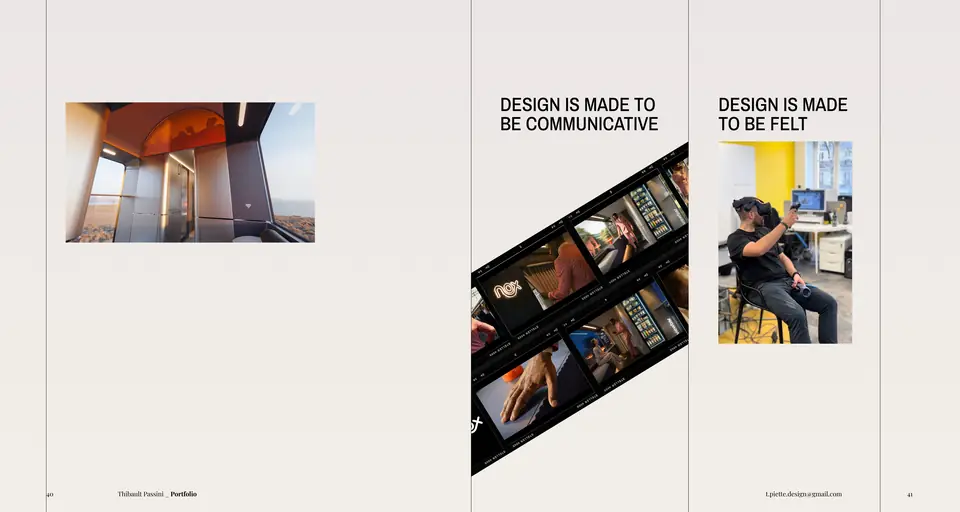 DESIGN IS MADE TO
BE COMMUNICATIVE
DESIGN IS MADE
TO BE FELT
nox
40
Thibault Passini _ Portfolio
t.piette.design@gmail.com
41